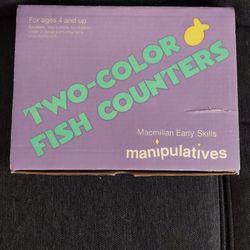 For ages 4 and up
TWO-COLOR
FISH COUNTERS
Macmillan Early Skills
manipulatives